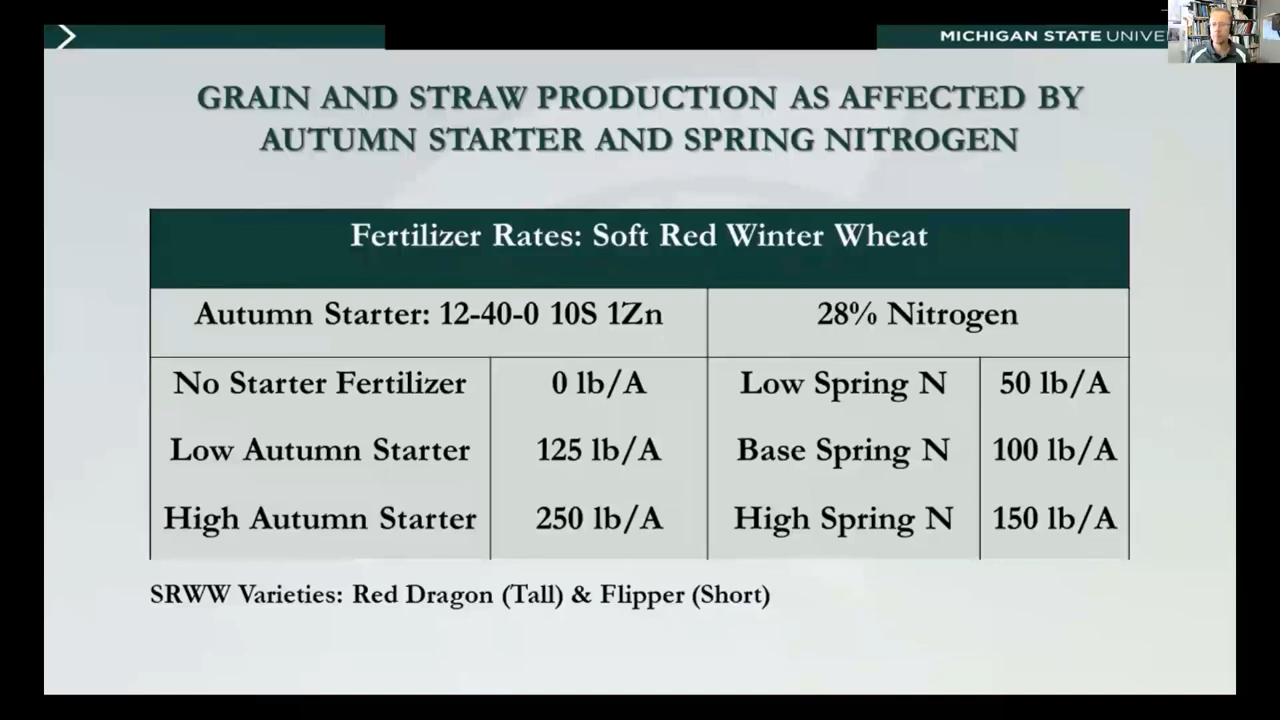 MICHIGAN STATE
GRAIN AND STRAW PRODUCTION AS AFFECTED BY
AUTUMN STARTER AND SPRING NITROGEN
Fertilizer Rates: Soft Red Winter Wheat
Autumn Starter: 12-40-0 10S 1Zn 28% Nitrogen
No Starter Fertilizer 0 lb/A Low Spring N 50 lb/A
Low Autumn Starter 125 lb/A Base Spring N 100 lb/A
High Autumn Starter 250 lb/A High Spring N 150 lb/A
SRWW Varieties: Red Dragon (Tall) & Flipper (Short)